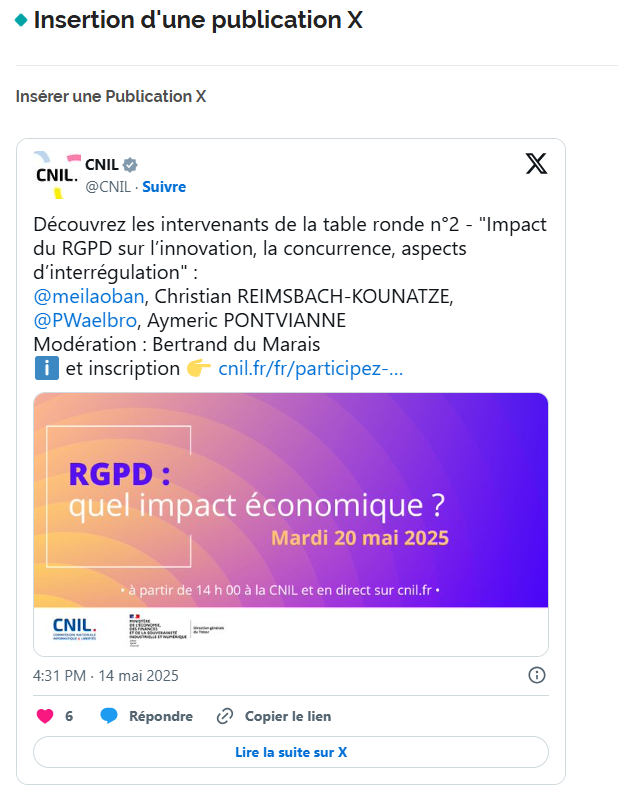 Insertion d'une publication X
Insérer une Publication X
CNIL.
CNIL
@CNIL · Suivre
Découvrez les intervenants de la table ronde n°2 - "Impact
du RGPD sur l’innovation, la concurrence, aspects
d’interrégulation" :
@meilaoban, Christian REIMSBACH-KOUNATZE,
@PWaelbro, Aymeric PONTVIANNE
Modération : Bertrand du Marais
ℹ️ et inscription 👉 cnil.fr/fr/participez-…
RGPD :
quel impact économique ?
Mardi 20 mai 2025
• à partir de 14 h 00 à la CNIL et en direct sur cnil.fr •
CNIL.
COMMISSION NATIONALE
INFORMATIQUE & LIBERTÉS
MINISTÈRE
DE L'ÉCONOMIE,
DES FINANCES
ET DE LA SOUVERAINETÉ
INDUSTRIELLE ET NUMÉRIQUE
Direction générale
du Trésor
4:31 PM · 14 mai 2025
6
Répondre
Copier le lien
Lire la suite sur X